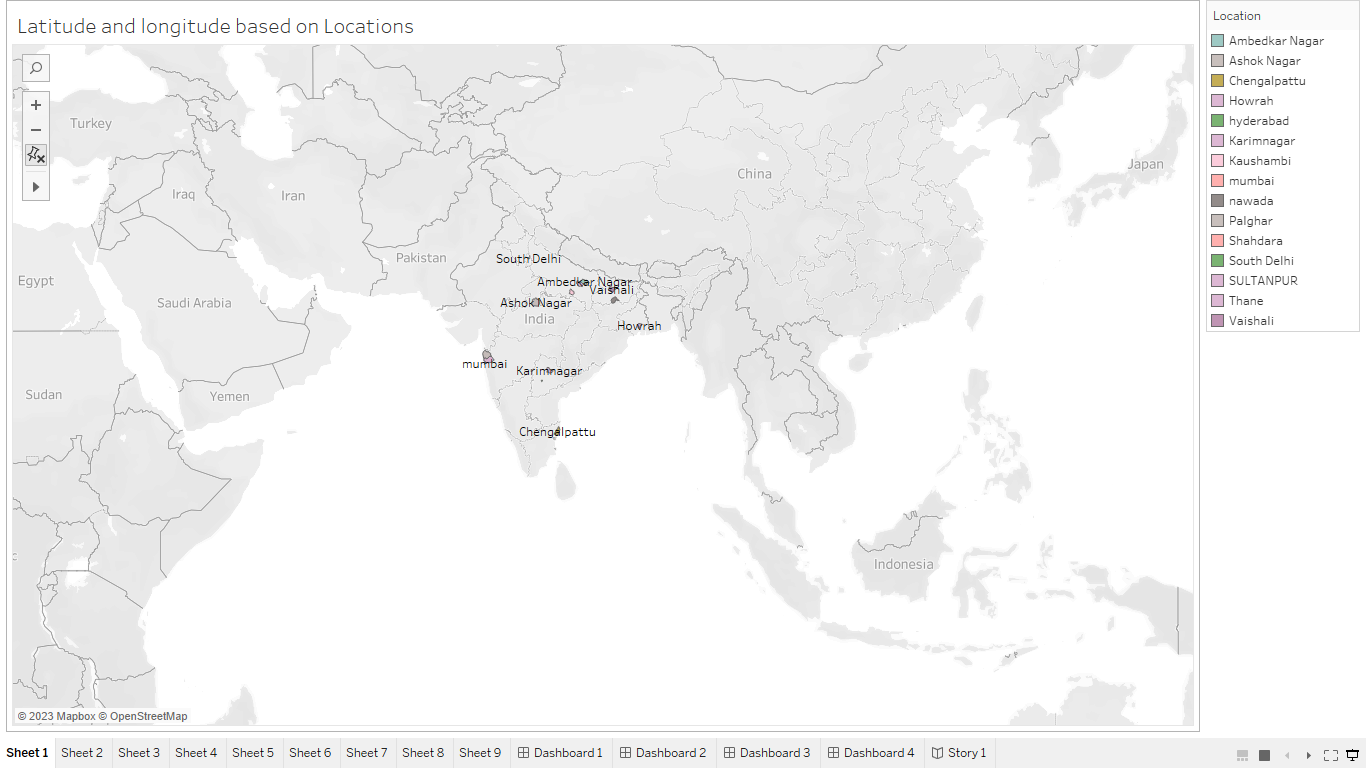 Latitude and longitude based on Locations
Location
Ambedkar Nagar
Ashok Nagar
Chengalpattu
Howrah
hyderabad
Karimnagar
Kaushambi
mumbai
nawada
Palghar
Shahdara
South Delhi
SULTANPUR
Thane
Vaishali
Turkey
China
Japan
Iraq
Iran
Pakistan
South Delhi
Egypt
Ambedkar Nagar
Vaishali
Saudi Arabia
Ashok Nagar
India
Howrah
mumbai
Karimnagar
Sudan
Yemen
Chengalpattu
Indonesia
© 2023 Mapbox © OpenStreetMap
Sheet 1 Sheet 2 Sheet 3 Sheet 4 Sheet 5 Sheet 6 Sheet 7 Sheet 8 Sheet 9 Dashboard 1 Dashboard 2 Dashboard 3 Dashboard 4 Story 1